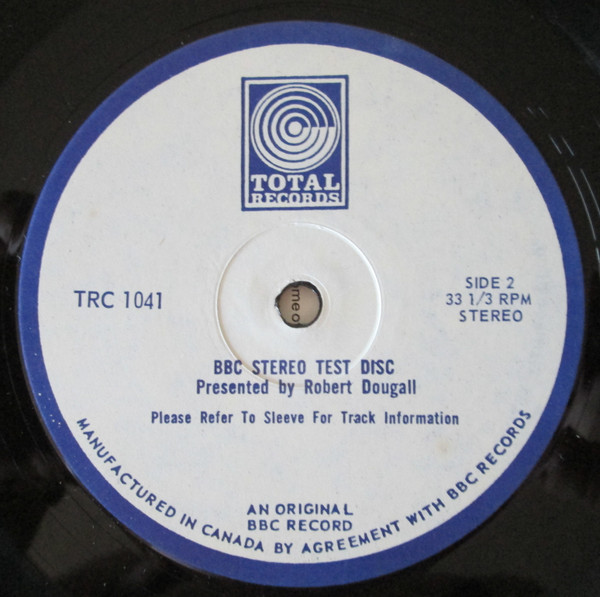 TOTAL
RECORDS
TRC 1041
SIDE 2
33 1/3 RPM
STEREO
BBC STEREO TEST DISC
Presented by Robert Dougall
Please Refer To Sleeve For Track Information
AN ORIGINAL
BBC RECORD
MANUFACTURED IN CANADA BY AGREEMENT WITH BBC RECORDS